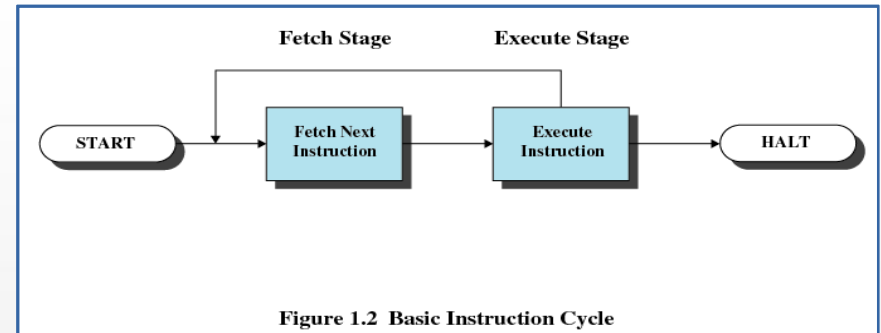 Fetch Stage
Execute Stage
START
Fetch Next
Instruction
Execute
Instruction
HALT
Figure 1.2 Basic Instruction Cycle